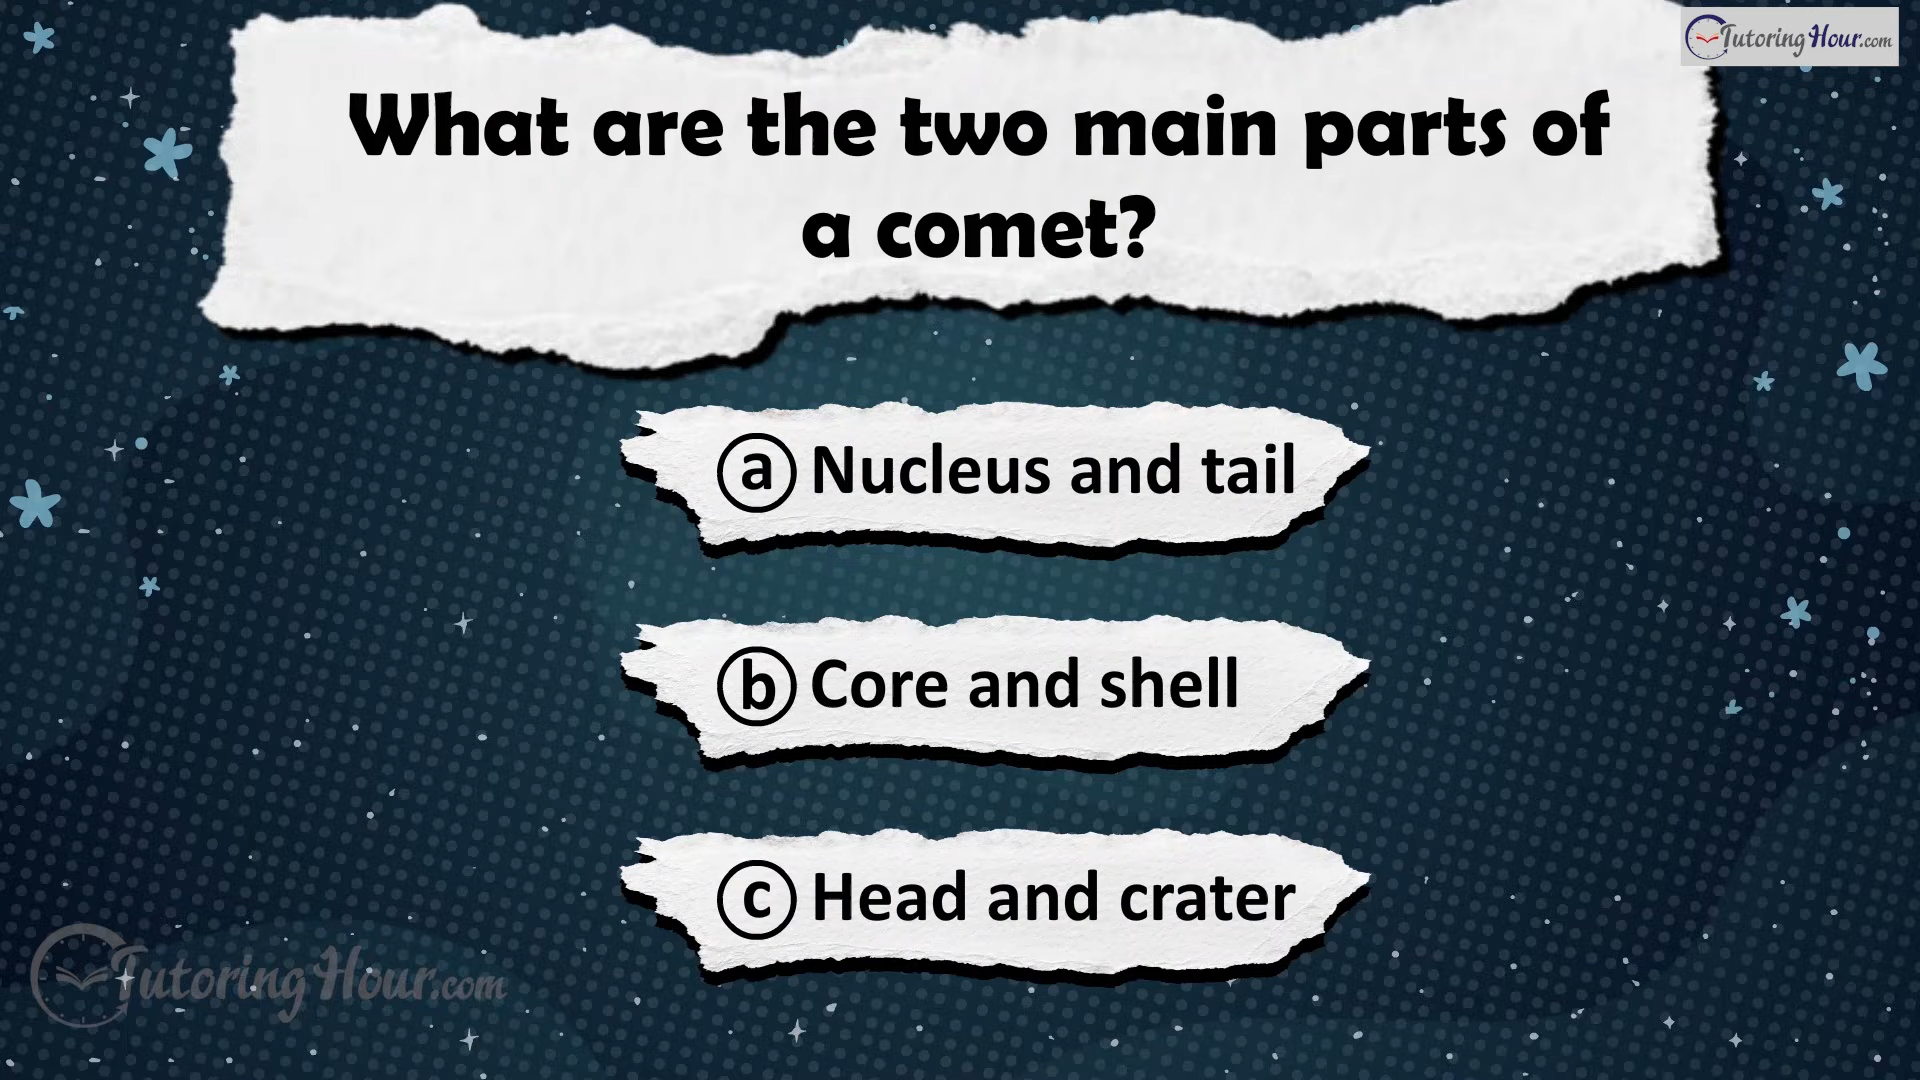 TutoringHour.com
What are the two main parts of
a comet?
a Nucleus and tail
b Core and shell
c Head and crater
TutoringHour.com